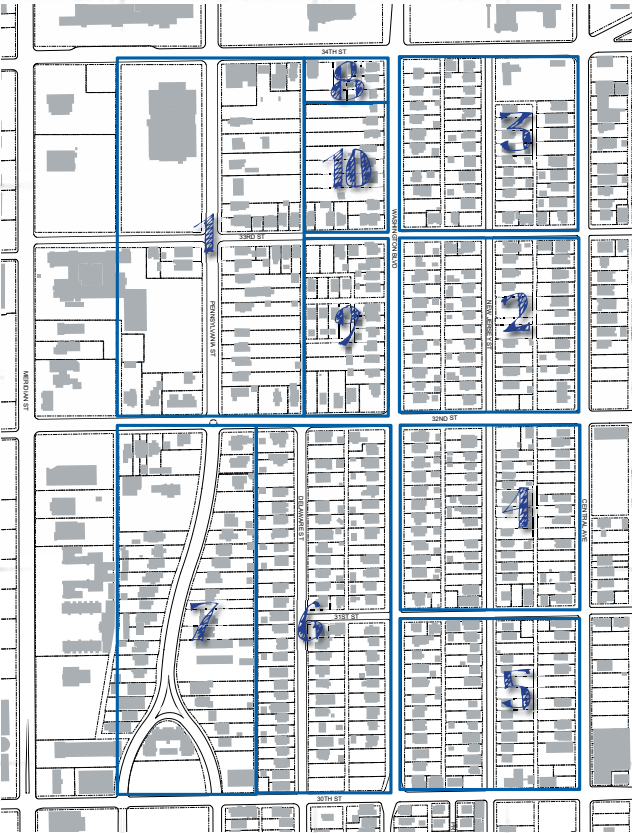 34TH ST
8
3
10
WASHINGTON BLVD
1
33RD ST
9
2
PENNSYLVANIA ST
NEW JERSEY ST
MERIDIAN ST
32ND ST
4
DELAWARE ST
CENTRAL AVE
7
6
31ST ST
5
30TH ST